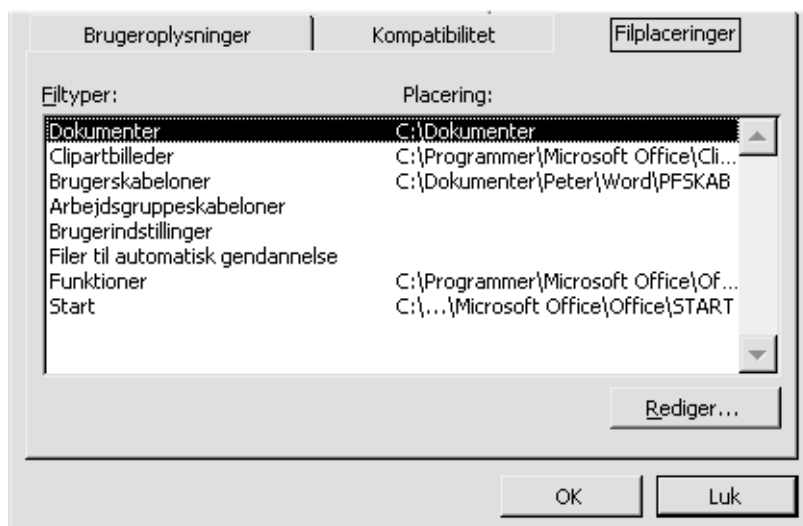 Brugeroplysninger Kompatibilitet Filplaceringer
Filtyper: Placering:
Dokumenter C:\Dokumenter
Clipartbilleder C:\Programmer\Microsoft Office\Cli...
Brugerskabeloner C:\Dokumenter\Peter\Word\PFSKAB
Arbejdsgruppeskabeloner
Brugerindstillinger
Filer til automatisk gendannelse
Funktioner C:\Programmer\Microsoft Office\Of...
Start C:\...\Microsoft Office\Office\START
Rediger...
OK Luk